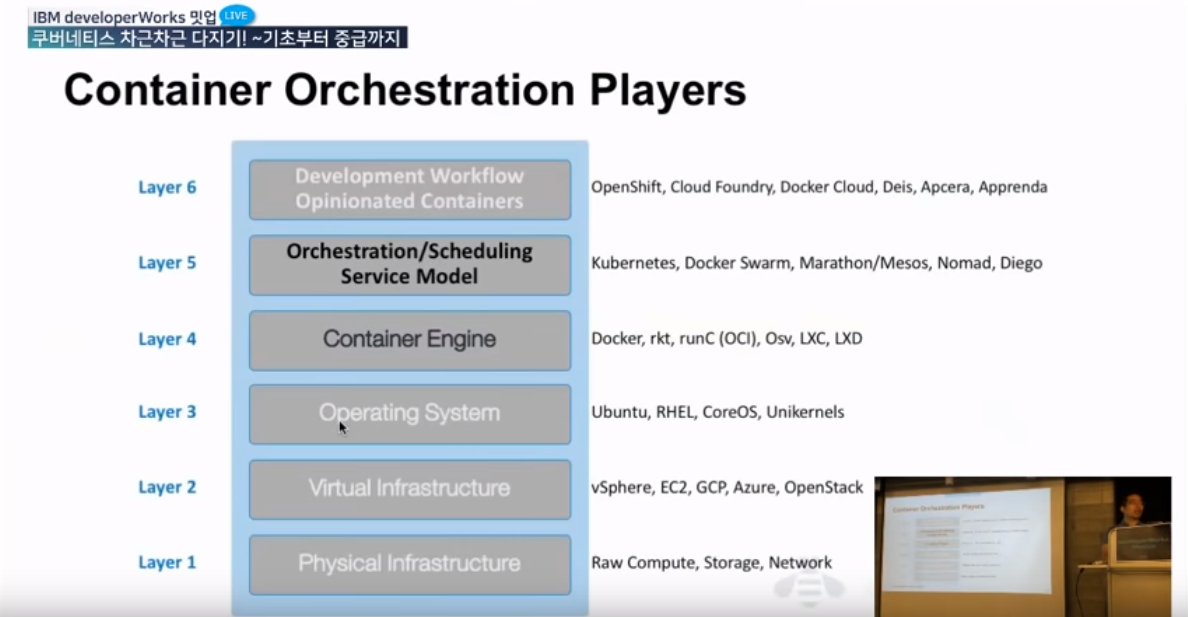 IBM developerWorks 밋업 LIVE
쿠버네티스 차근차근 다지기! ~기초부터 중급까지
Container Orchestration Players
Layer 6
Development Workflow
Opinionated Containers
OpenShift, Cloud Foundry, Docker Cloud, Deis, Apcera, Apprenda
Layer 5
Orchestration/Scheduling
Service Model
Kubernetes, Docker Swarm, Marathon/Mesos, Nomad, Diego
Layer 4
Container Engine
Docker, rkt, runC (OCI), Osv, LXC, LXD
Layer 3
Operating System
Ubuntu, RHEL, CoreOS, Unikernels
Layer 2
Virtual Infrastructure
vSphere, EC2, GCP, Azure, OpenStack
Layer 1
Physical Infrastructure
Raw Compute, Storage, Network
Container Orchestration Players